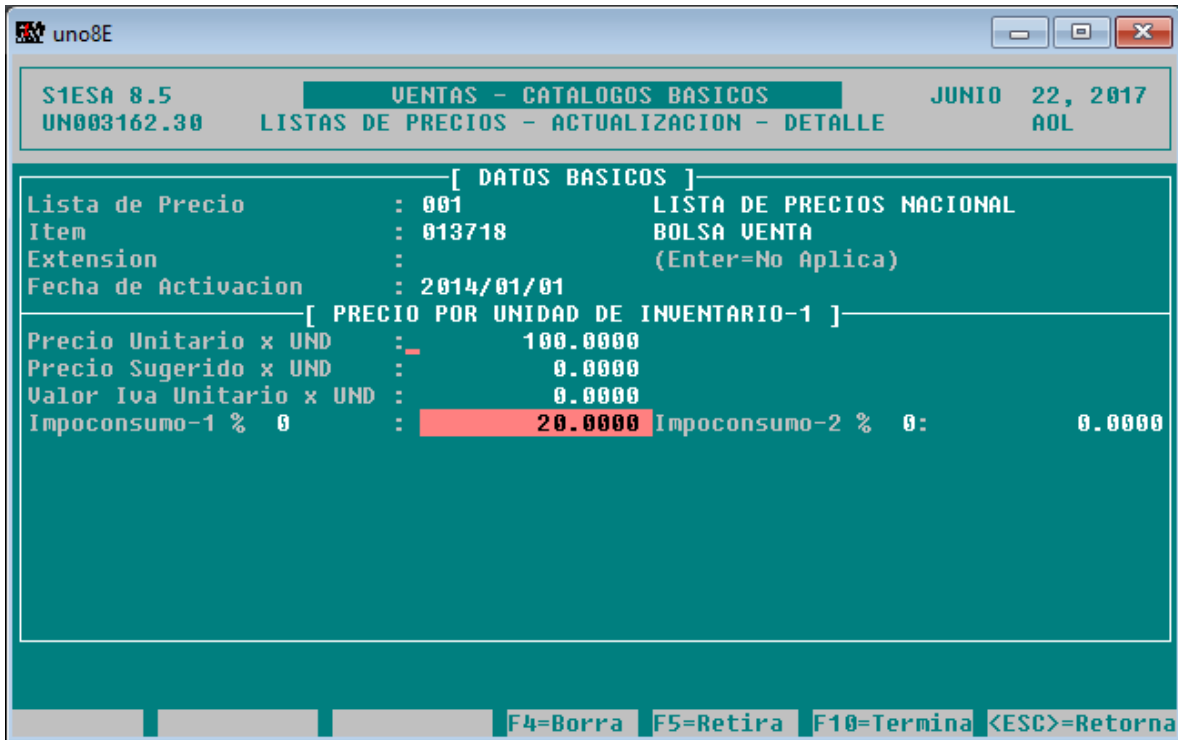 uno8E
S1ESA 8.5 VENTAS - CATALOGOS BASICOS JUNIO 22, 2017
UN003162.30 LISTAS DE PRECIOS - ACTUALIZACION - DETALLE AOL
[ DATOS BASICOS ]
Lista de Precio : 001 LISTA DE PRECIOS NACIONAL
Item : 013718 BOLSA VENTA
Extension : (Enter=No Aplica)
Fecha de Activacion : 2014/01/01
[ PRECIO POR UNIDAD DE INVENTARIO-1 ]
Precio Unitario x UND :_ 100.0000
Precio Sugerido x UND : 0.0000
Valor Iva Unitario x UND : 0.0000
Impoconsumo-1 % 0 : 20.0000 Impoconsumo-2 % 0: 0.0000
F4=Borra F5=Retira F10=Termina <ESC>=Retorna